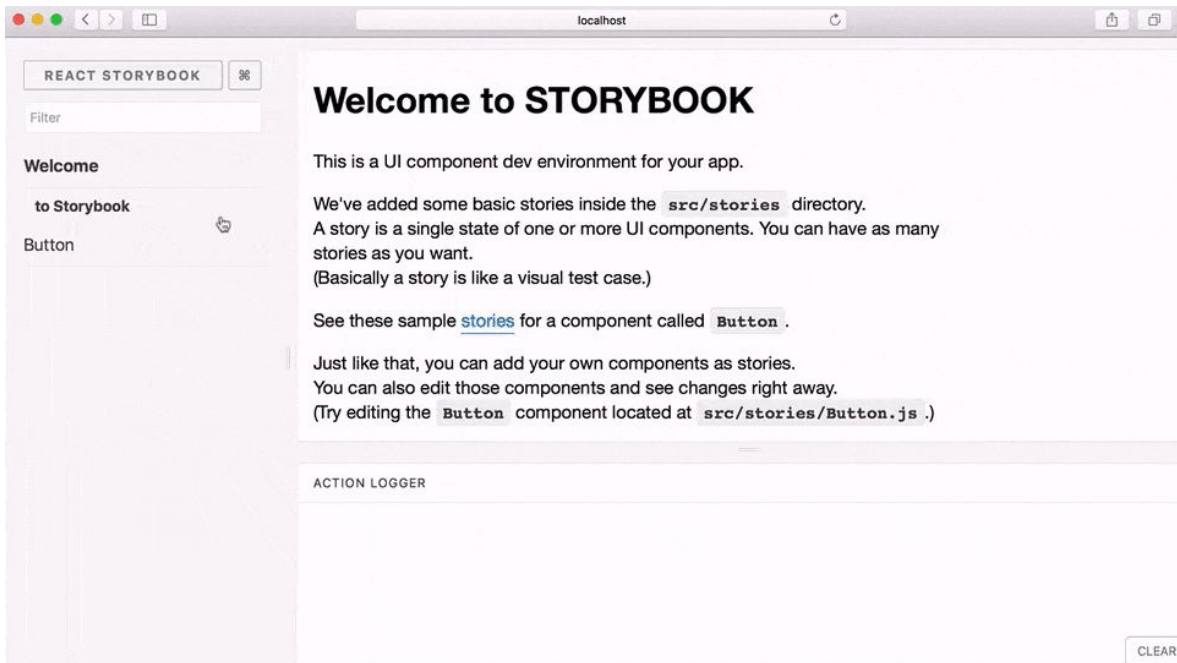 localhost
REACT STORYBOOK ⌘
Filter
Welcome
to Storybook
Button
Welcome to STORYBOOK
This is a UI component dev environment for your app.
We've added some basic stories inside the src/stories directory.
A story is a single state of one or more UI components. You can have as many
stories as you want.
(Basically a story is like a visual test case.)
See these sample stories for a component called Button .
Just like that, you can add your own components as stories.
You can also edit those components and see changes right away.
(Try editing the Button component located at src/stories/Button.js .)
ACTION LOGGER
CLEAR